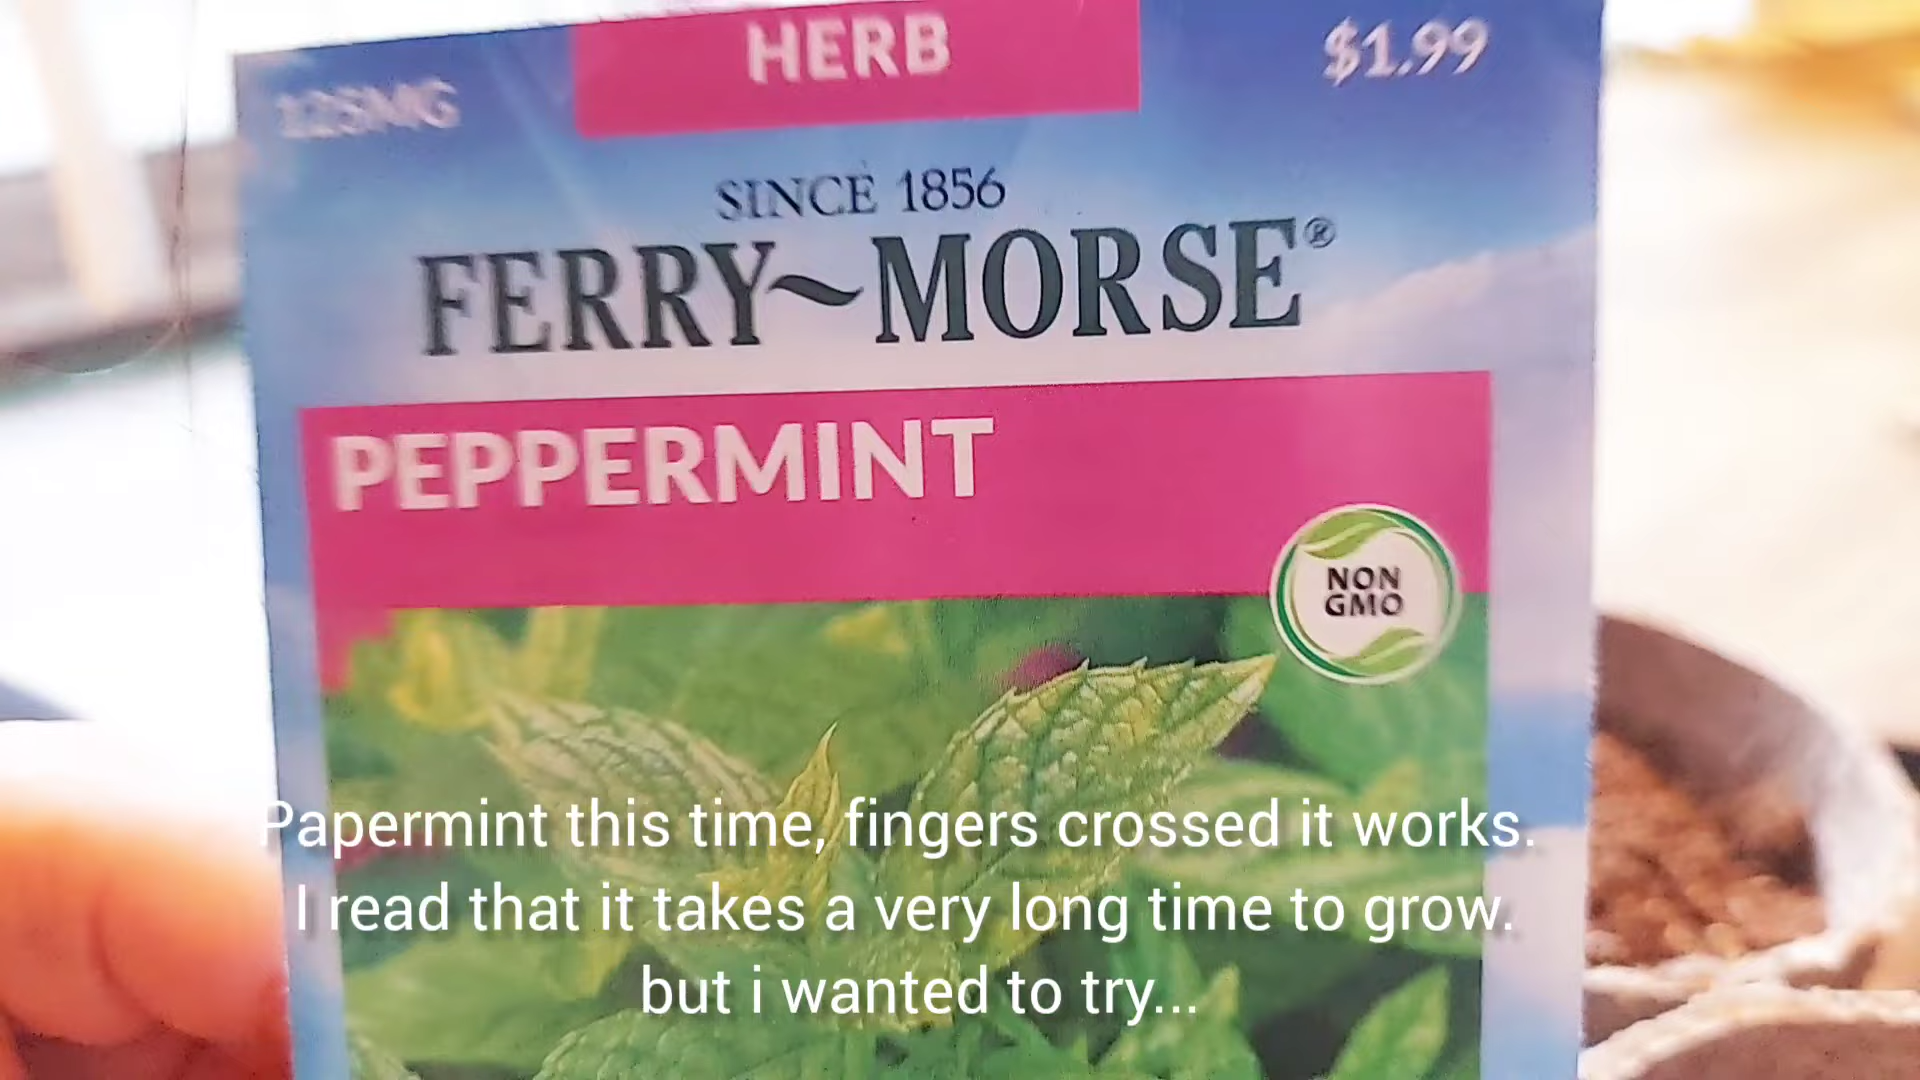 HERB
$1.99
125MG
SINCE 1856
FERRY~MORSE®
PEPPERMINT
NON
GMO
Papermint this time, fingers crossed it works.
I read that it takes a very long time to grow.
but i wanted to try...